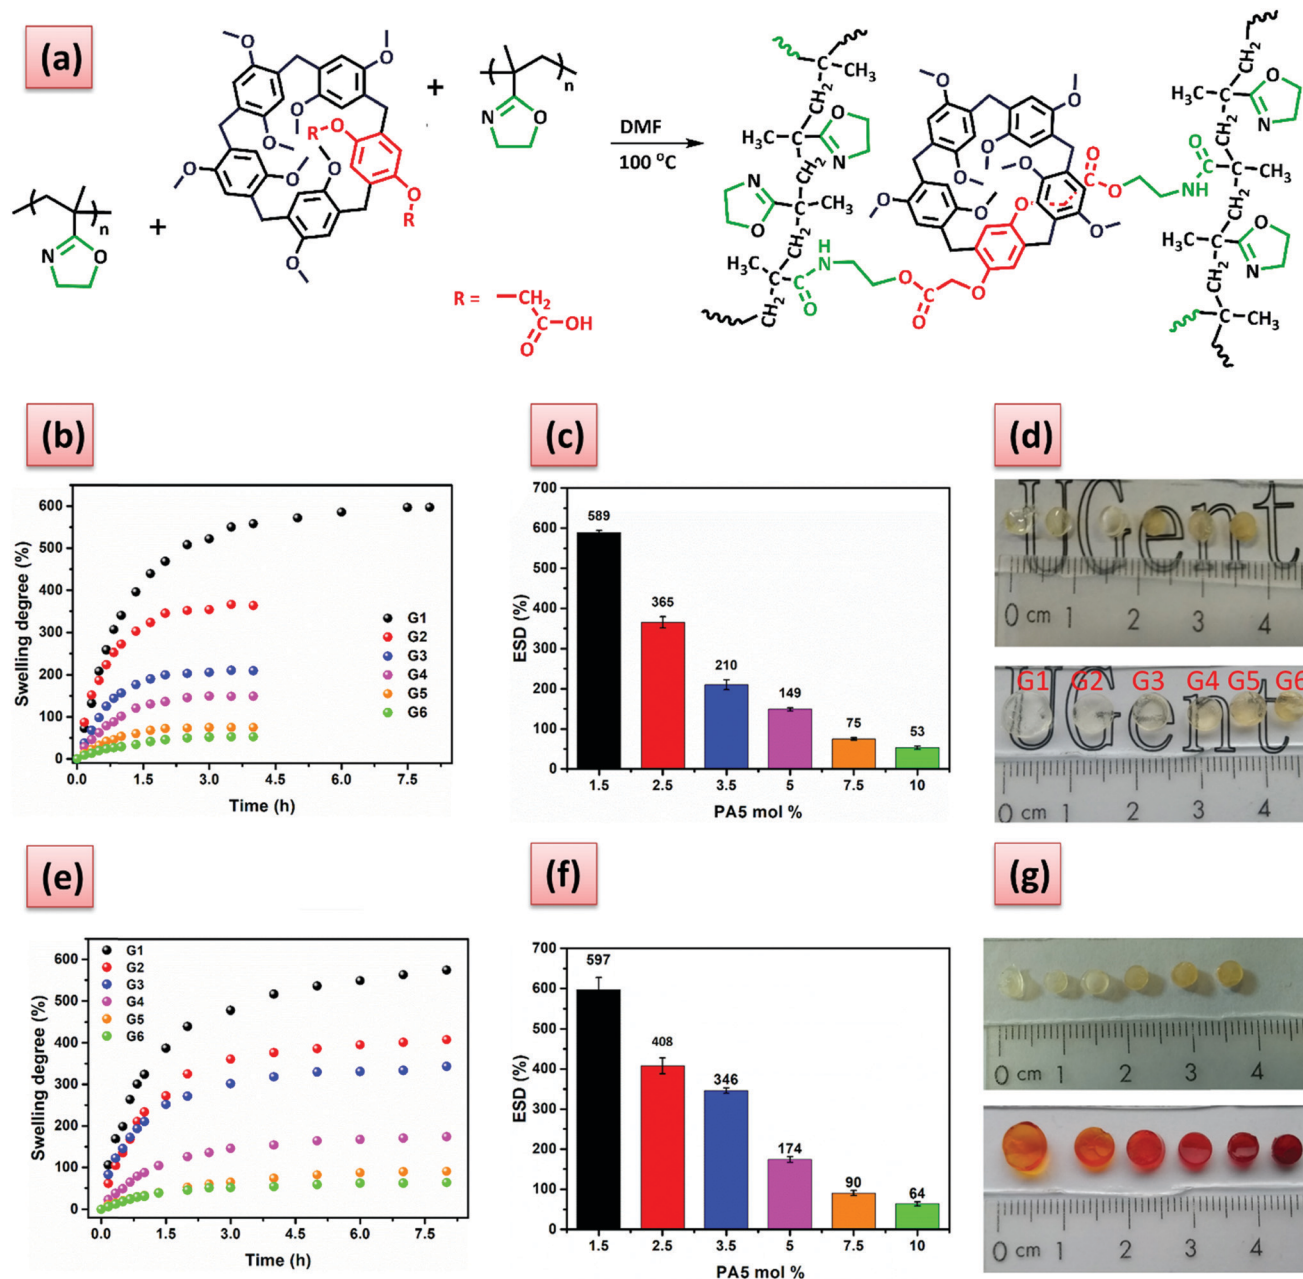 (a)
O
O
O
O
O
O
O
O
R
O
O
R
+
+
n
N
O
n
N
O
R =
CH2
C
OH
O
DMF
100 °C
C
CH3
CH2
H3C
C
O
N
CH2
N
O
C
CH3
CH2
H3C
C
CH2
C
O
H
N
O
C
O
O
O
O
O
O
O
O
O
O
O
C
O
O
NH
O
C
CH2
C
H3C
O
N
CH2
C
CH3
CH2
H3C
C
O
N
CH2
C
CH3
(b)
Swelling degree (%)
600
500
400
300
200
100
0
0.0 1.5 3.0 4.5 6.0 7.5
Time (h)
G1
G2
G3
G4
G5
G6
(c)
ESD (%)
700
600
500
400
300
200
100
0
589
365
210
149
75
53
1.5 2.5 3.5 5 7.5 10
PA5 mol %
(d)
UGent
0 cm 1 2 3 4
G1 G2 G3 G4 G5 G6
UGent
0 cm 1 2 3 4
(e)
Swelling degree (%)
600
500
400
300
200
100
0
G1
G2
G3
G4
G5
G6
0.0 1.5 3.0 4.5 6.0 7.5
Time (h)
(f)
ESD (%)
700
600
500
400
300
200
100
0
597
408
346
174
90
64
1.5 2.5 3.5 5 7.5 10
PA5 mol %
(g)
0 cm 1 2 3 4
0 cm 1 2 3 4